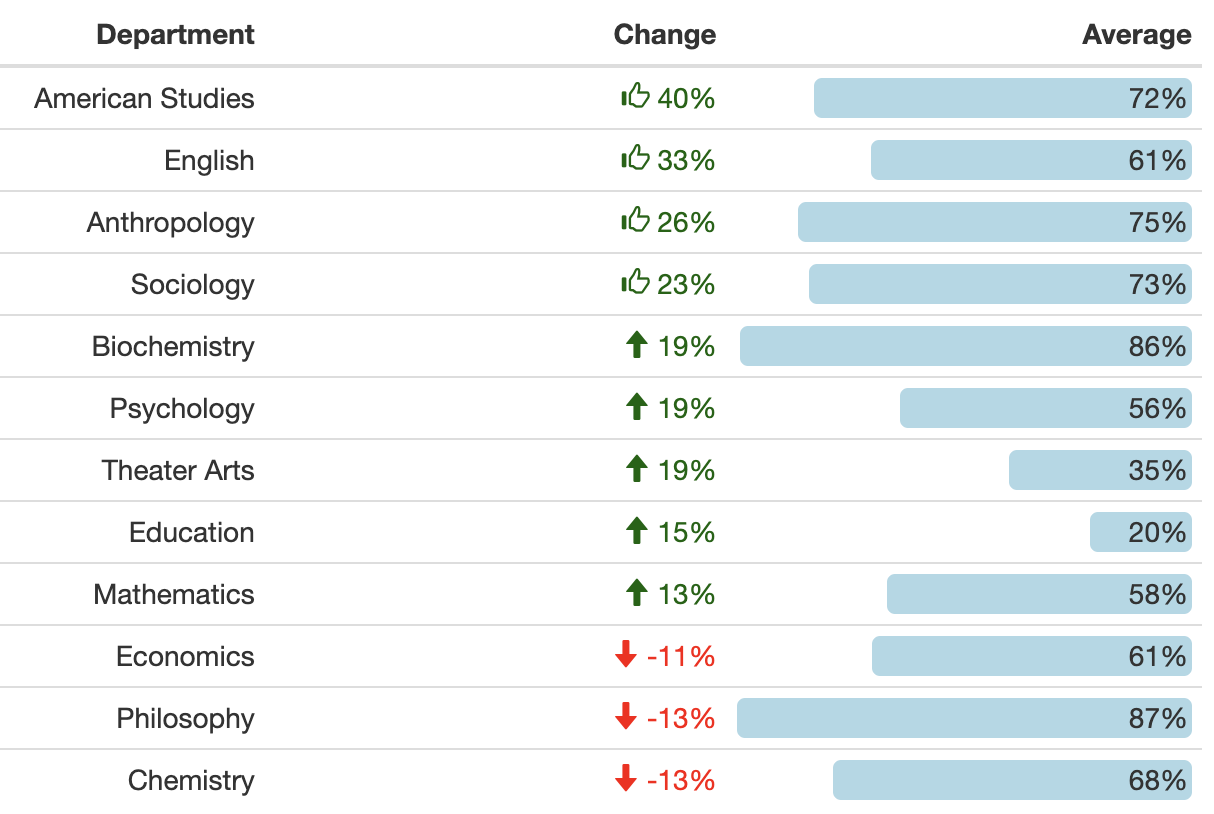 Department Change Average
American Studies 40% 72%
English 33% 61%
Anthropology 26% 75%
Sociology 23% 73%
Biochemistry 19% 86%
Psychology 19% 56%
Theater Arts 19% 35%
Education 15% 20%
Mathematics 13% 58%
Economics -11% 61%
Philosophy -13% 87%
Chemistry -13% 68%